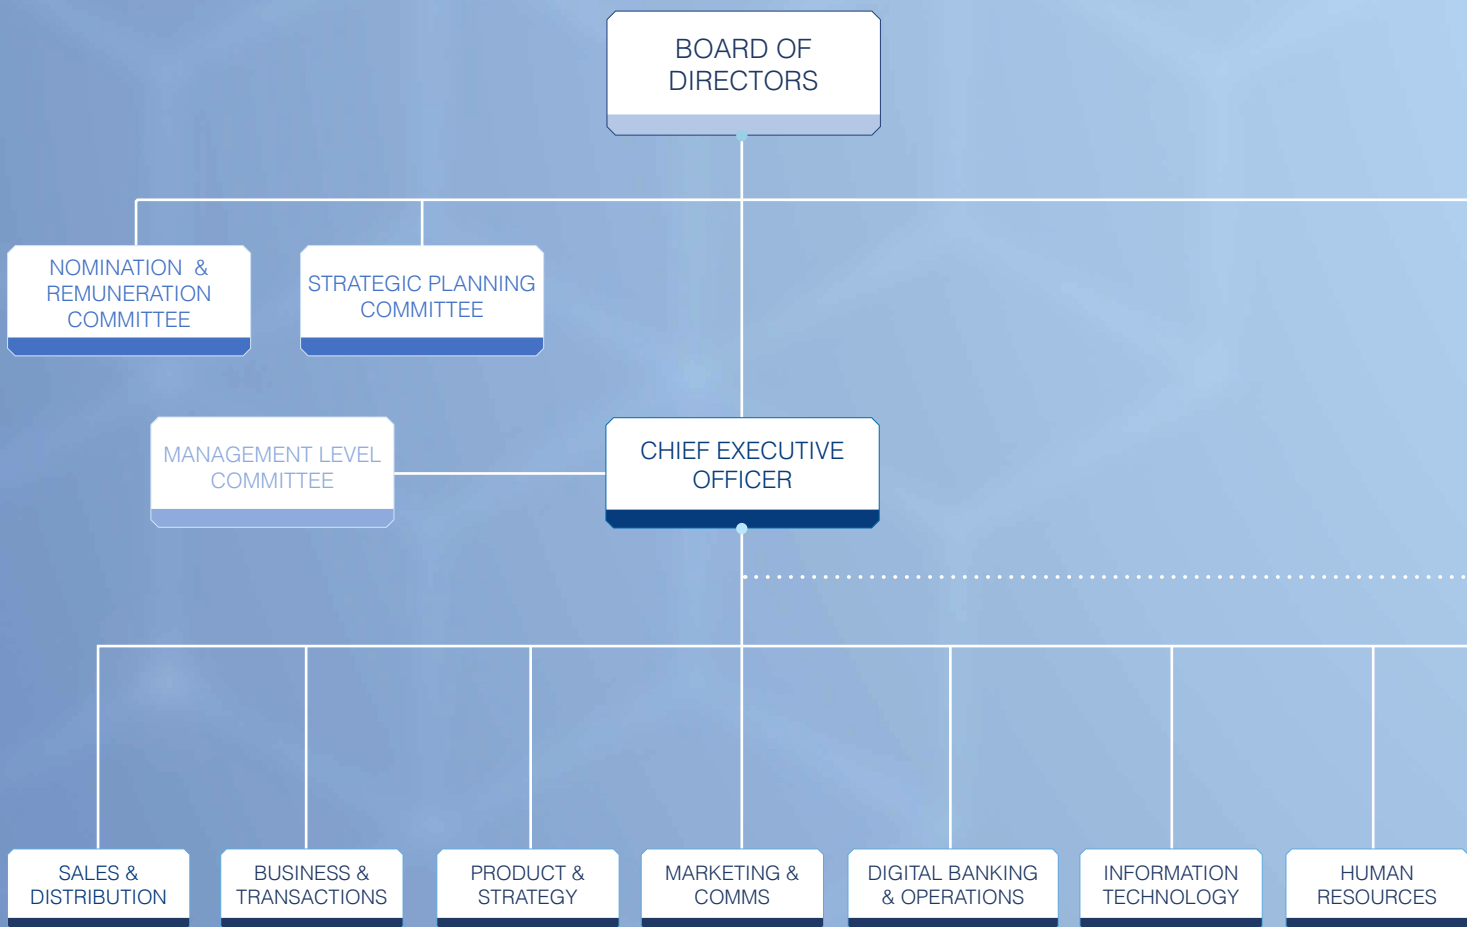 BOARD OF
DIRECTORS
NOMINATION &
REMUNERATION
COMMITTEE
STRATEGIC PLANNING
COMMITTEE
MANAGEMENT LEVEL
COMMITTEE
CHIEF EXECUTIVE
OFFICER
SALES &
DISTRIBUTION
BUSINESS &
TRANSACTIONS
PRODUCT &
STRATEGY
MARKETING &
COMMS
DIGITAL BANKING
& OPERATIONS
INFORMATION
TECHNOLOGY
HUMAN
RESOURCES